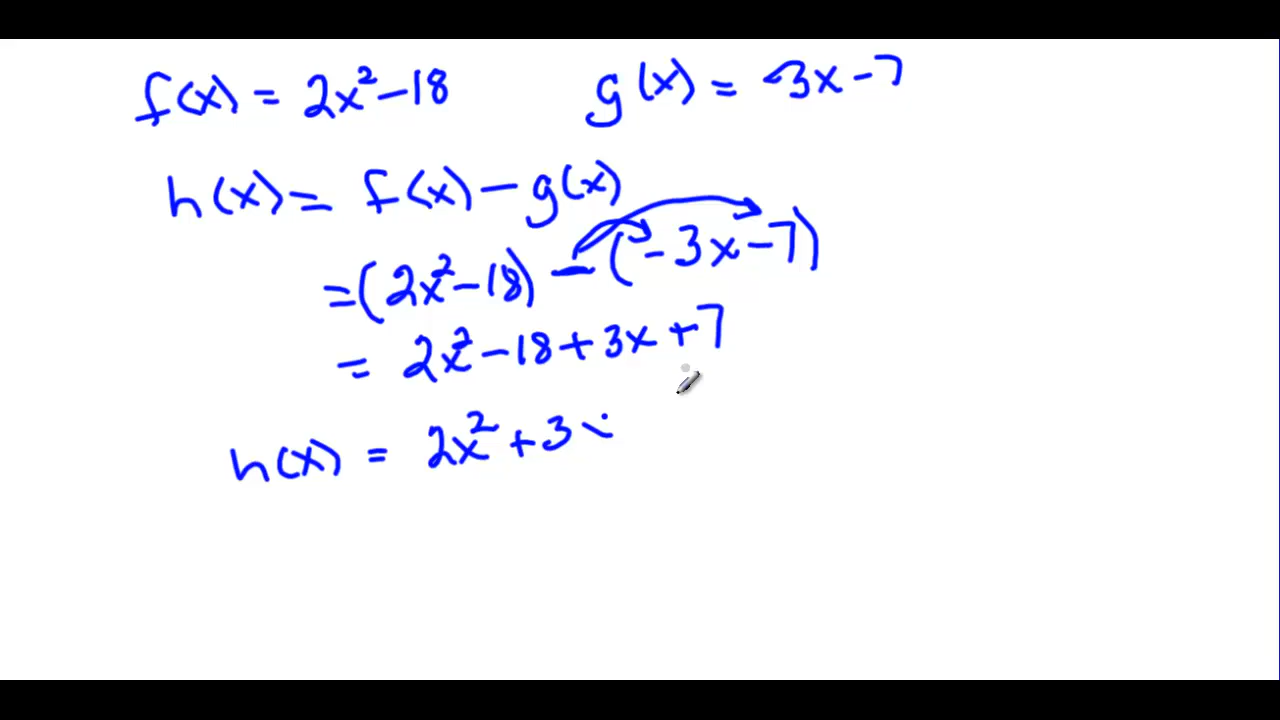 f(x) = 2x² - 18 g(x) = -3x - 7
h(x) = f(x) - g(x)
= (2x² - 18) - (-3x - 7)
= 2x² - 18 + 3x + 7
h(x) = 2x² + 3